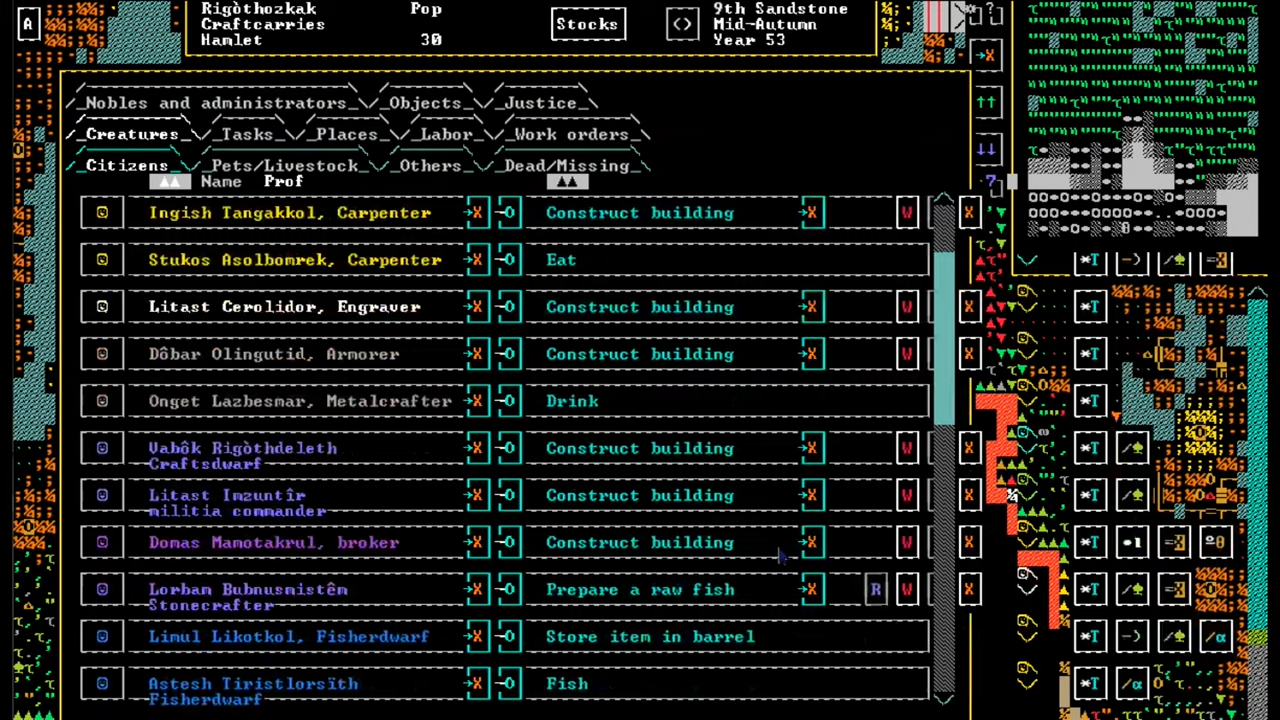 Rigòthozkak Pop
Craftcarries
Hamlet 30
Stocks
9th Sandstone
Mid-Autumn
Year 53
Nobles and administrators Objects Justice
Creatures Tasks Places Labor Work orders
Citizens Pets/Livestock Others Dead/Missing
Name Prof
Ingish Tangakkol, Carpenter Construct building
Stukos Asolbomrek, Carpenter Eat
Litast Cerolidor, Engraver Construct building
Dôbar Olingutid, Armorer Construct building
Onget Lazbesmar, Metalcrafter Drink
Vabôk Rigòthdeleth Construct building
Craftsdwarf
Litast Imzuntîr Construct building
militia commander
Domas Mamotakrul, broker Construct building
Lorbam Bubnusmistêm Prepare a raw fish
Stonecrafter
Limul Likotkol, Fisherdwarf Store item in barrel
Astesh Tiristlorsïth Fish
Fisherdwarf